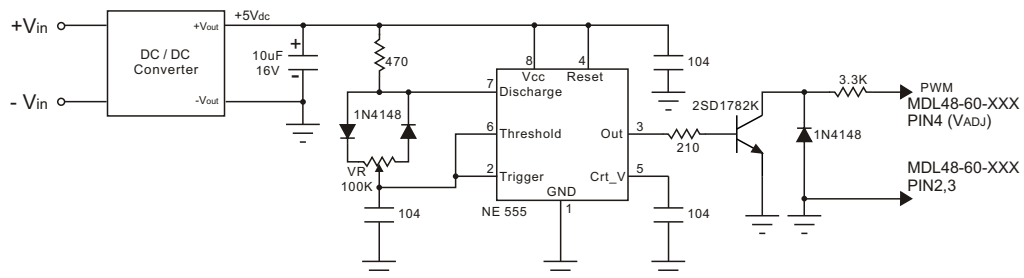 +Vin
- Vin
DC / DC
Converter
+Vout
-Vout
+5Vdc
10uF
16V
+
-
470
1N4148
VR
100K
104
7
Discharge
6
Threshold
2
Trigger
8
Vcc
4
Reset
Out
3
Crt_V
5
GND
1
NE 555
104
104
210
2SD1782K
1N4148
3.3K
PWM
MDL48-60-XXX
PIN4 (VADJ)
MDL48-60-XXX
PIN2,3